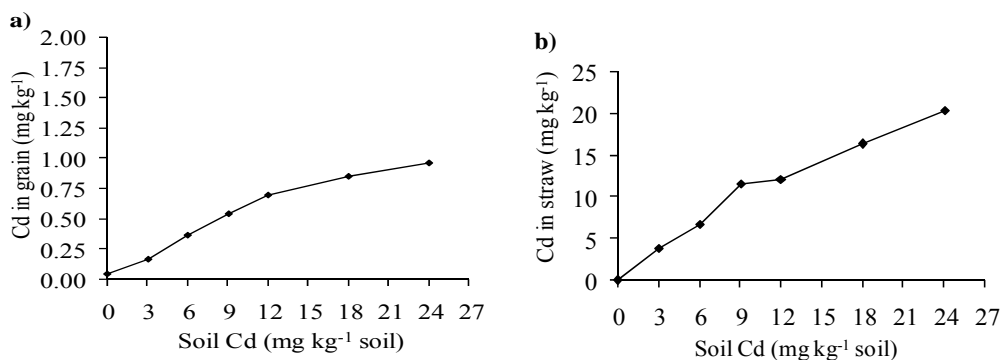 a)
2.00
1.75
1.50
1.25
1.00
0.75
0.50
0.25
0.00
Cd in grain (mg kg⁻¹)
0 3 6 9 12 15 18 21 24 27
Soil Cd (mg kg⁻¹ soil)
b)
25
20
15
10
5
0
Cd in straw (mg kg⁻¹)
0 3 6 9 12 15 18 21 24 27
Soil Cd (mg kg⁻¹ soil)